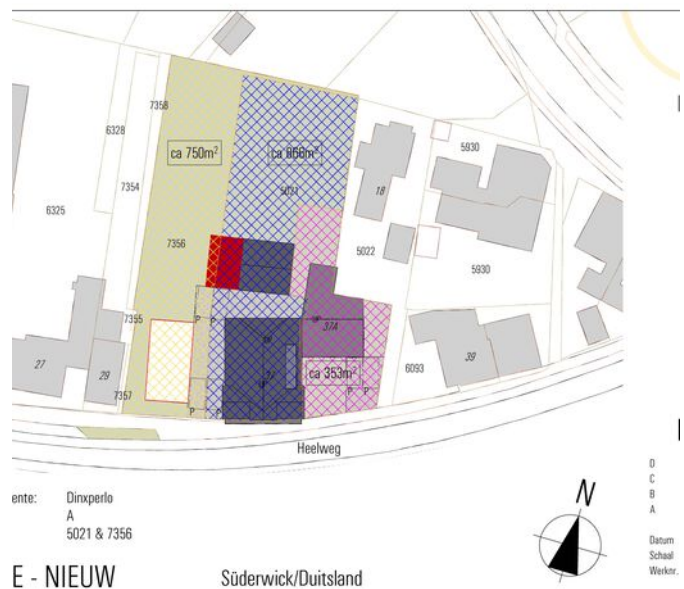 7358
6328
ca 750m²
ca 866m²
5930
7354
5021
18
6325
7356
5022
5930
7355
P
P
37A
27
29
ca 353m²
6093
39
7357
P
P
P
P
Heelweg
ente: Dinxperlo
A
5021 & 7356
N
D
C
B
A
Datum
Schaal
Werknr.
E - NIEUW
Süderwick/Duitsland